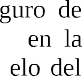 guro de
en la
elo del